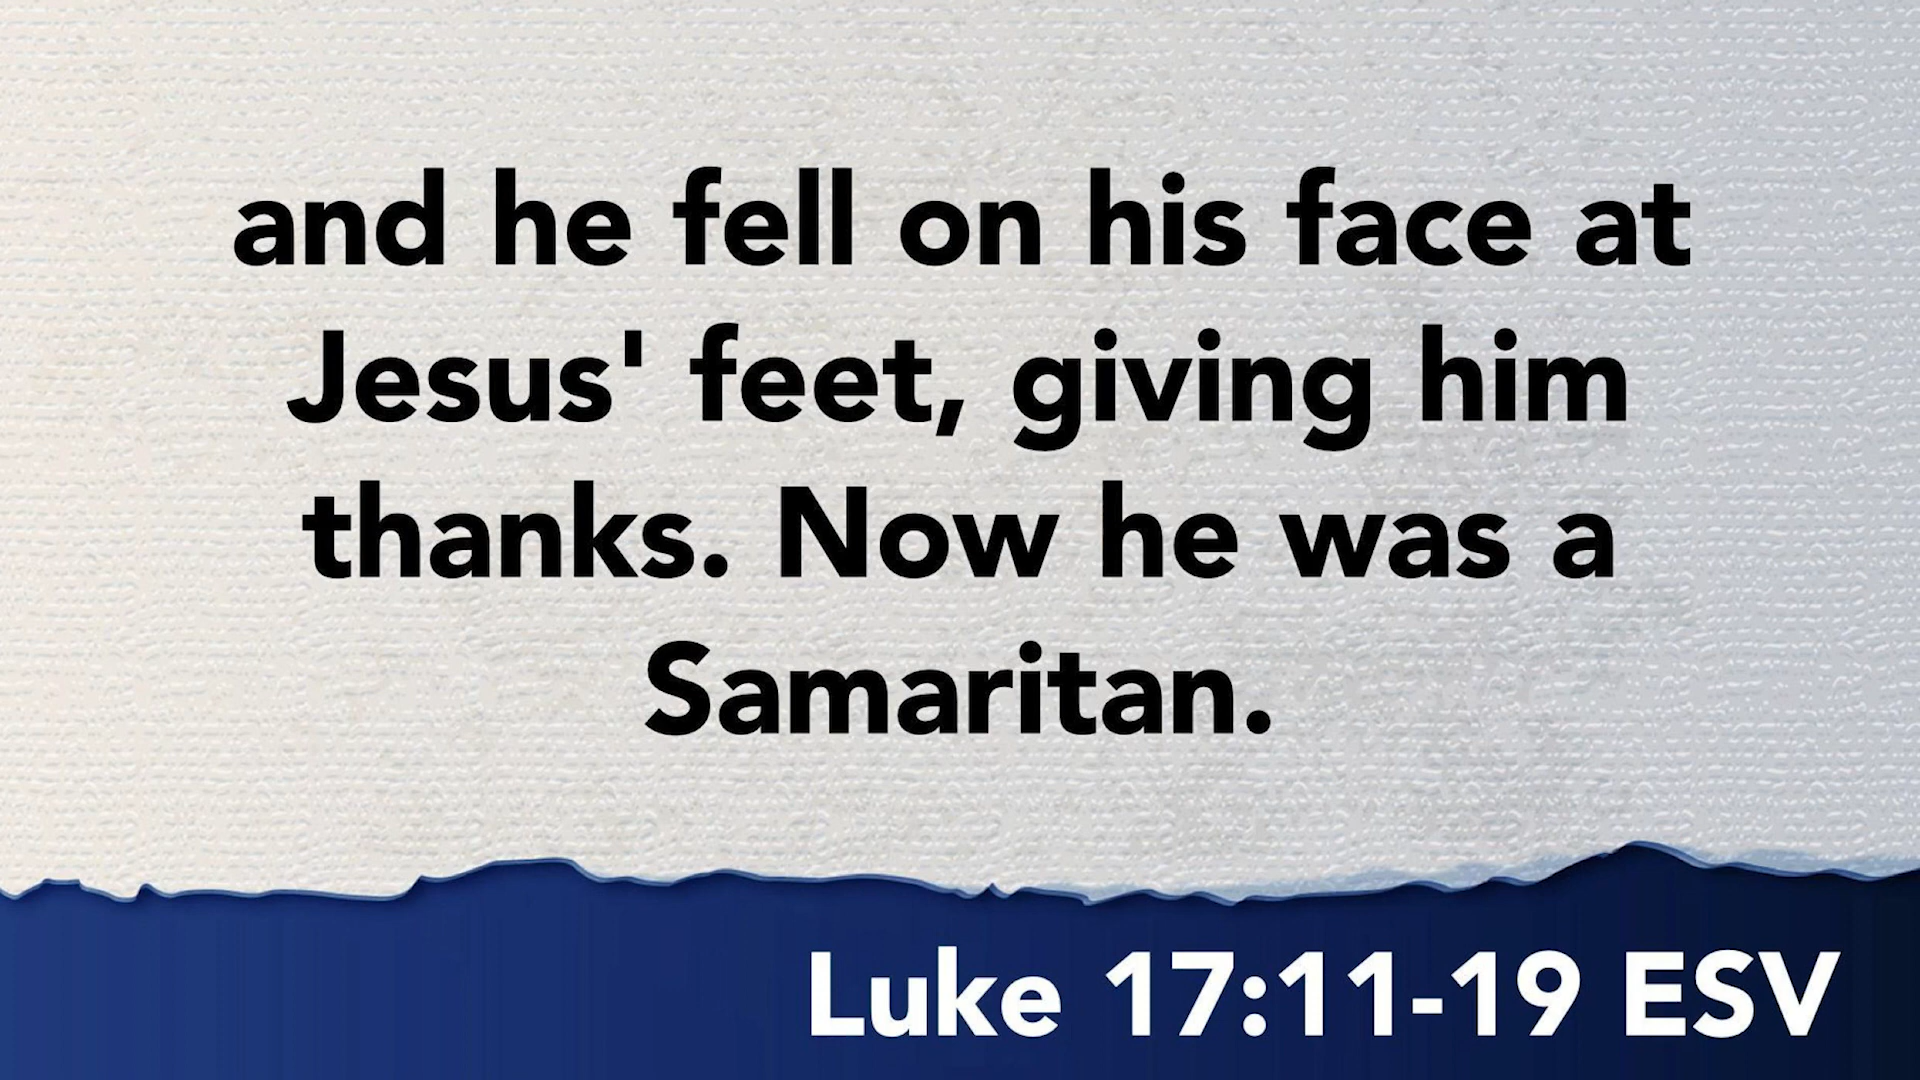 and he fell on his face at
Jesus' feet, giving him
thanks. Now he was a
Samaritan.
Luke 17:11-19 ESV